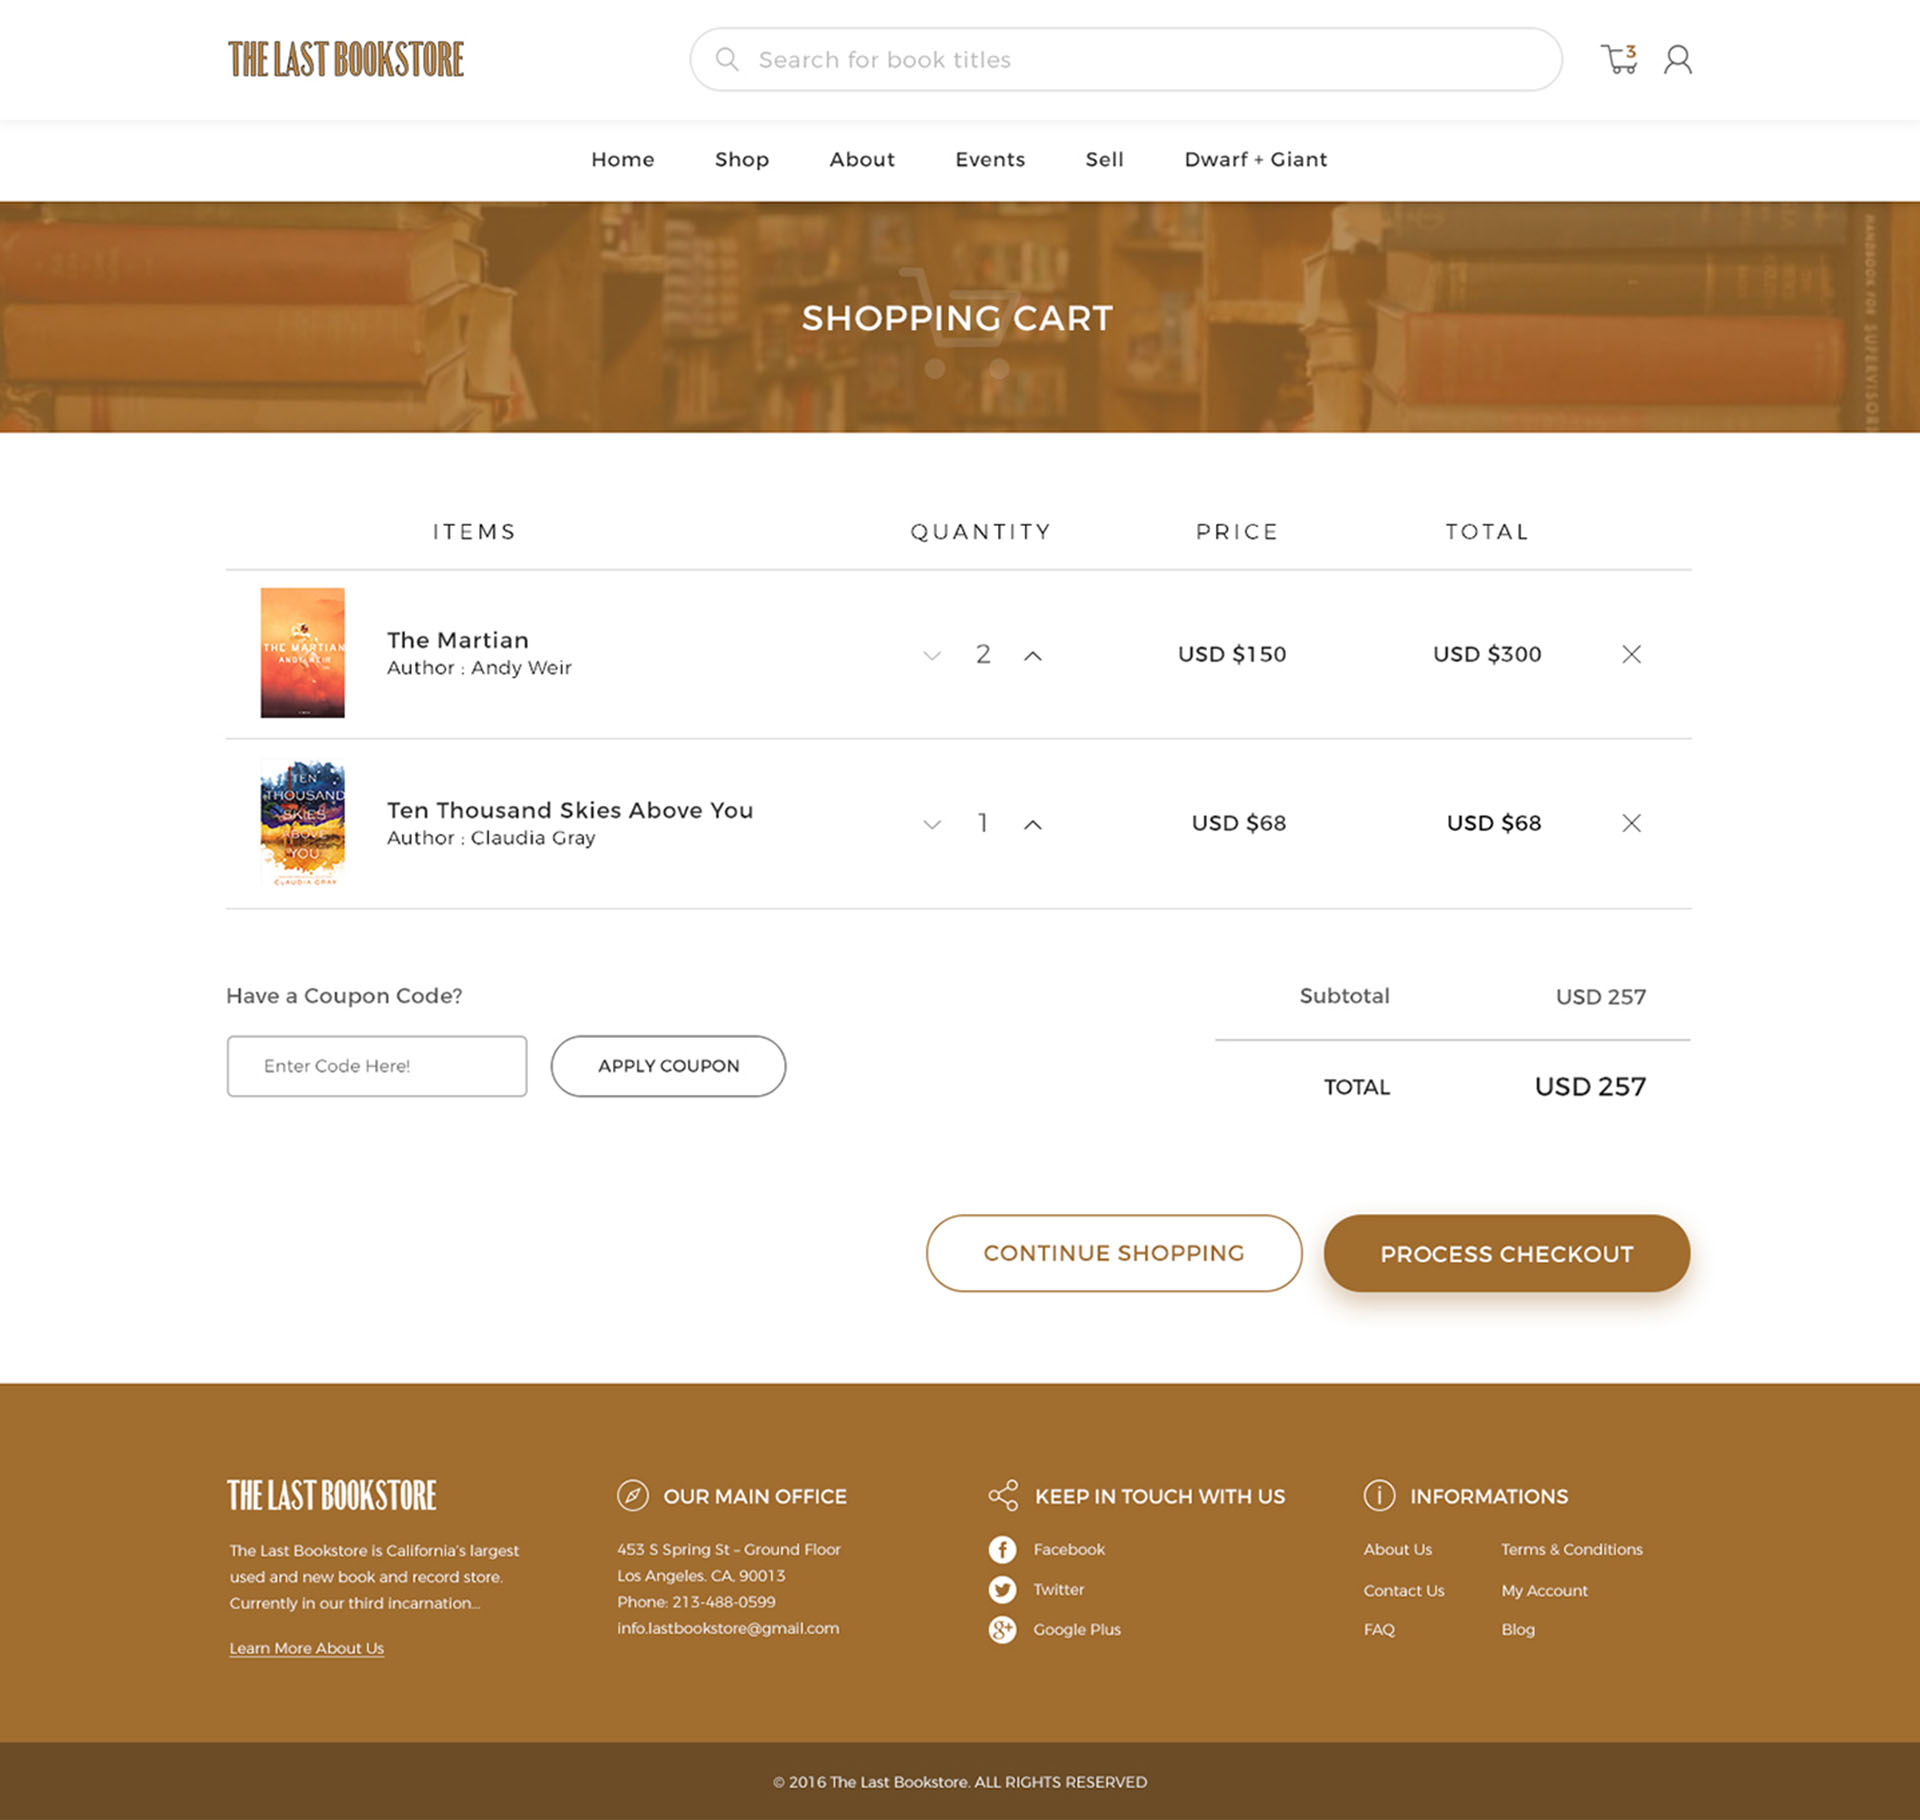 THE LAST BOOKSTORE
Search for book titles
3
Home Shop About Events Sell Dwarf + Giant
HANDBOOK FOR SUPERVISORS
SHOPPING CART
ITEMS QUANTITY PRICE TOTAL
THE MARTIAN
ANDY WEIR
The Martian
Author : Andy Weir
2 USD $150 USD $300
TEN
THOUSAND
SKIES
ABOVE
YOU
CLAUDIA GRAY
Ten Thousand Skies Above You
Author : Claudia Gray
1 USD $68 USD $68
Have a Coupon Code?
Enter Code Here!
APPLY COUPON
Subtotal USD 257
TOTAL USD 257
CONTINUE SHOPPING
PROCESS CHECKOUT
THE LAST BOOKSTORE
The Last Bookstore is California's largest
used and new book and record store.
Currently in our third incarnation...
Learn More About Us
OUR MAIN OFFICE
453 S Spring St – Ground Floor
Los Angeles. CA, 90013
Phone: 213-488-0599
info.lastbookstore@gmail.com
KEEP IN TOUCH WITH US
Facebook
Twitter
Google Plus
INFORMATIONS
About Us Terms & Conditions
Contact Us My Account
FAQ Blog
© 2016 The Last Bookstore. ALL RIGHTS RESERVED